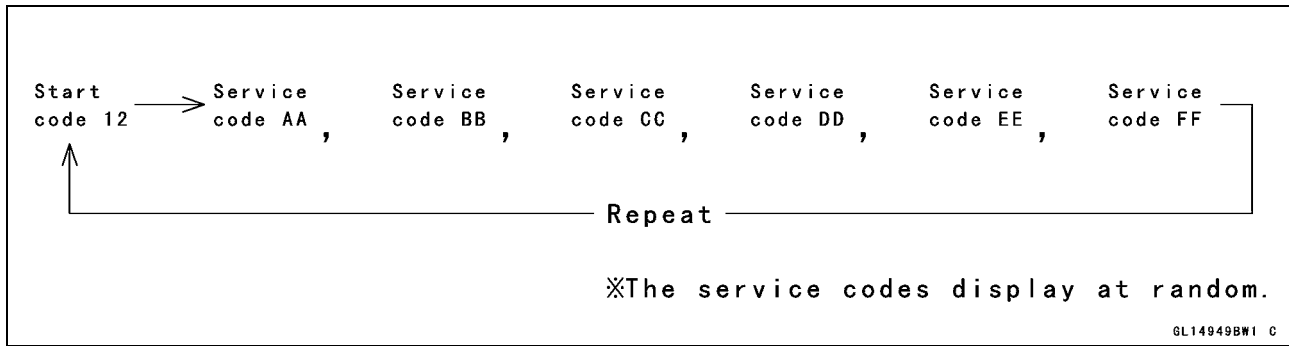 Start Service Service Service Service Service Service
code 12 code AA , code BB , code CC , code DD , code EE , code FF
Repeat
※The service codes display at random.
GL14949BW1 C